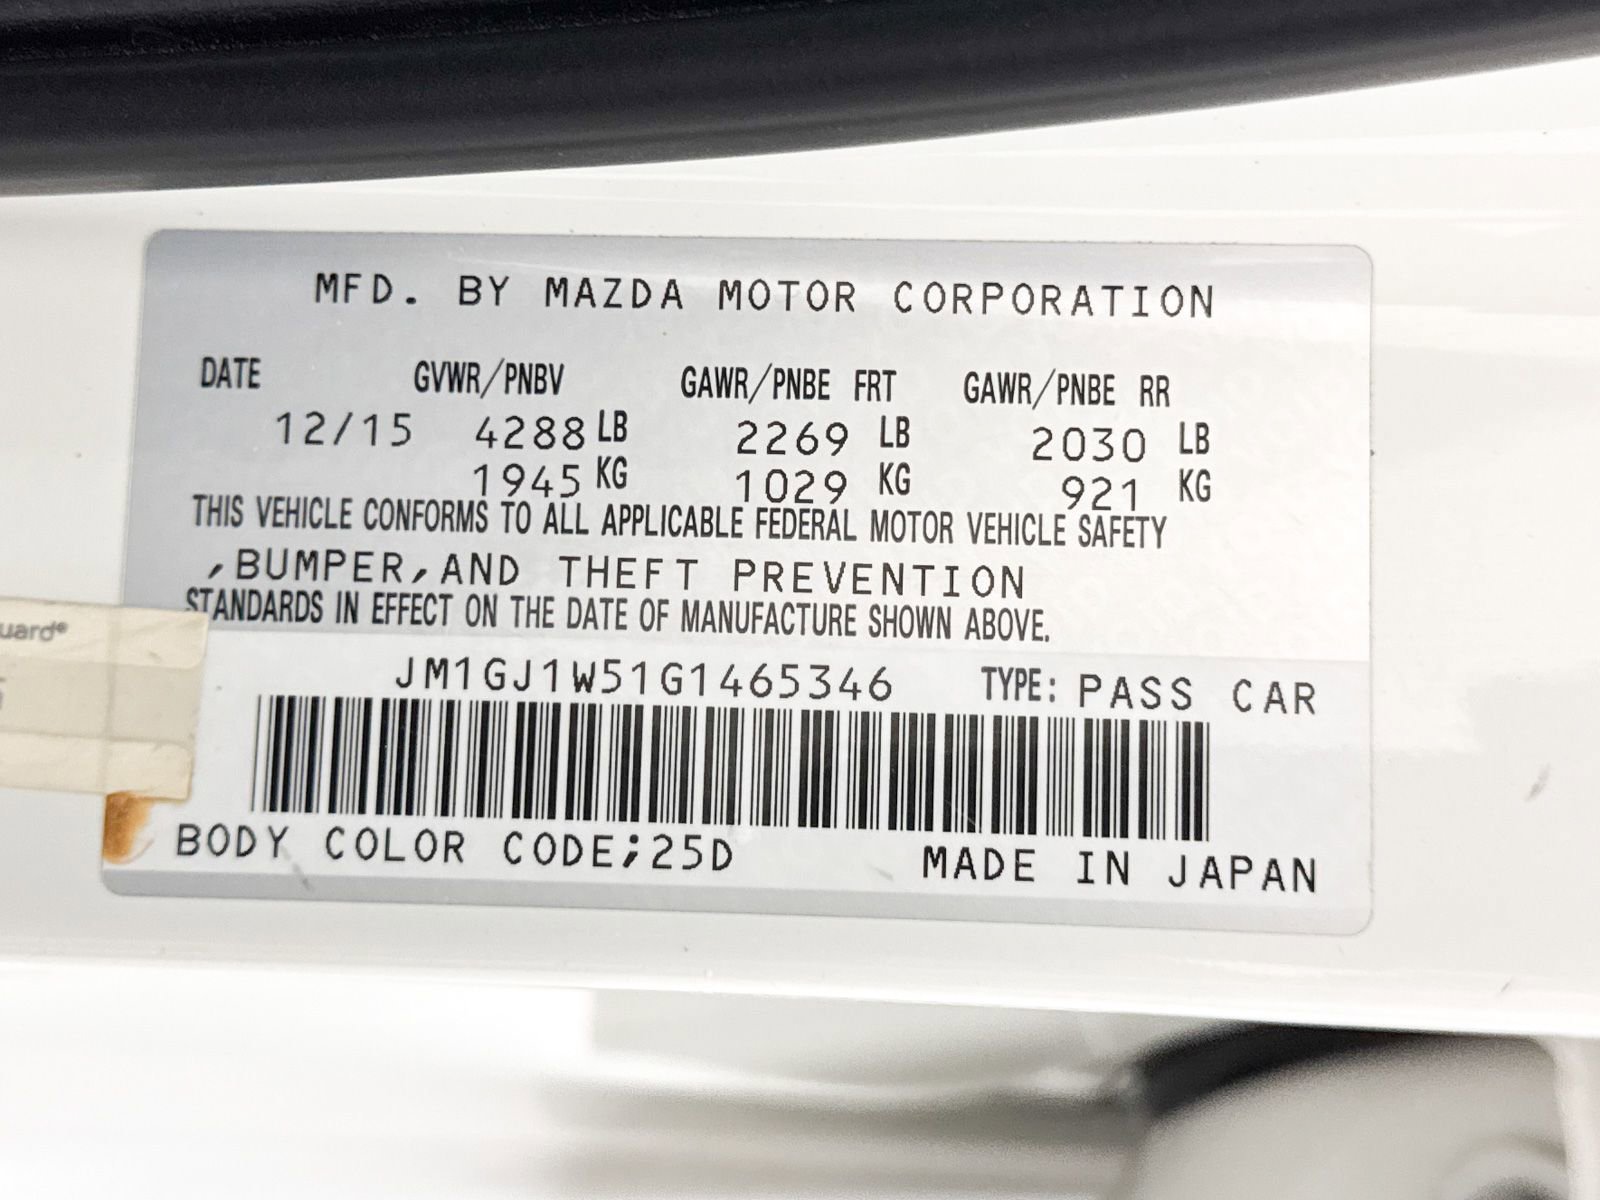 MFD. BY MAZDA MOTOR CORPORATION
DATE GVWR/PNBV GAWR/PNBE FRT GAWR/PNBE RR
12/15 4288 LB 2269 LB 2030 LB
1945 KG 1029 KG 921 KG
THIS VEHICLE CONFORMS TO ALL APPLICABLE FEDERAL MOTOR VEHICLE SAFETY
,BUMPER,AND THEFT PREVENTION
STANDARDS IN EFFECT ON THE DATE OF MANUFACTURE SHOWN ABOVE.
uard®
JM1GJ1W51G1465346 TYPE: PASS CAR
BODY COLOR CODE;25D MADE IN JAPAN